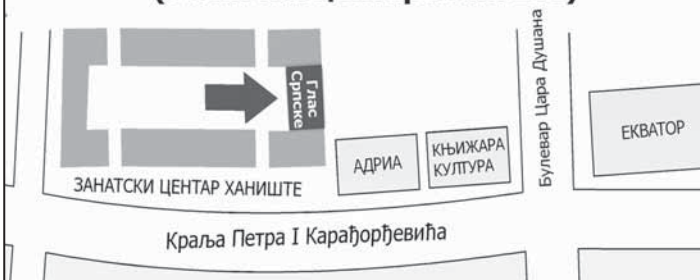 Глас
Српске
АДРИА
КЊИЖАРА
КУЛТУРА
Булевар Цара Душана
ЕКВАТОР
ЗАНАТСКИ ЦЕНТАР ХАНИШТЕ
Краља Петра I Карађорђевића